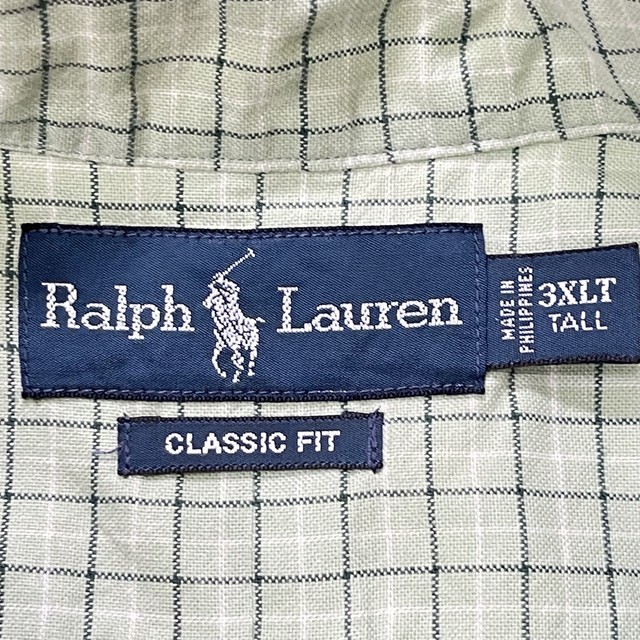 Ralph Lauren
MADE IN
PHILIPPINES
3XLT
TALL
CLASSIC FIT